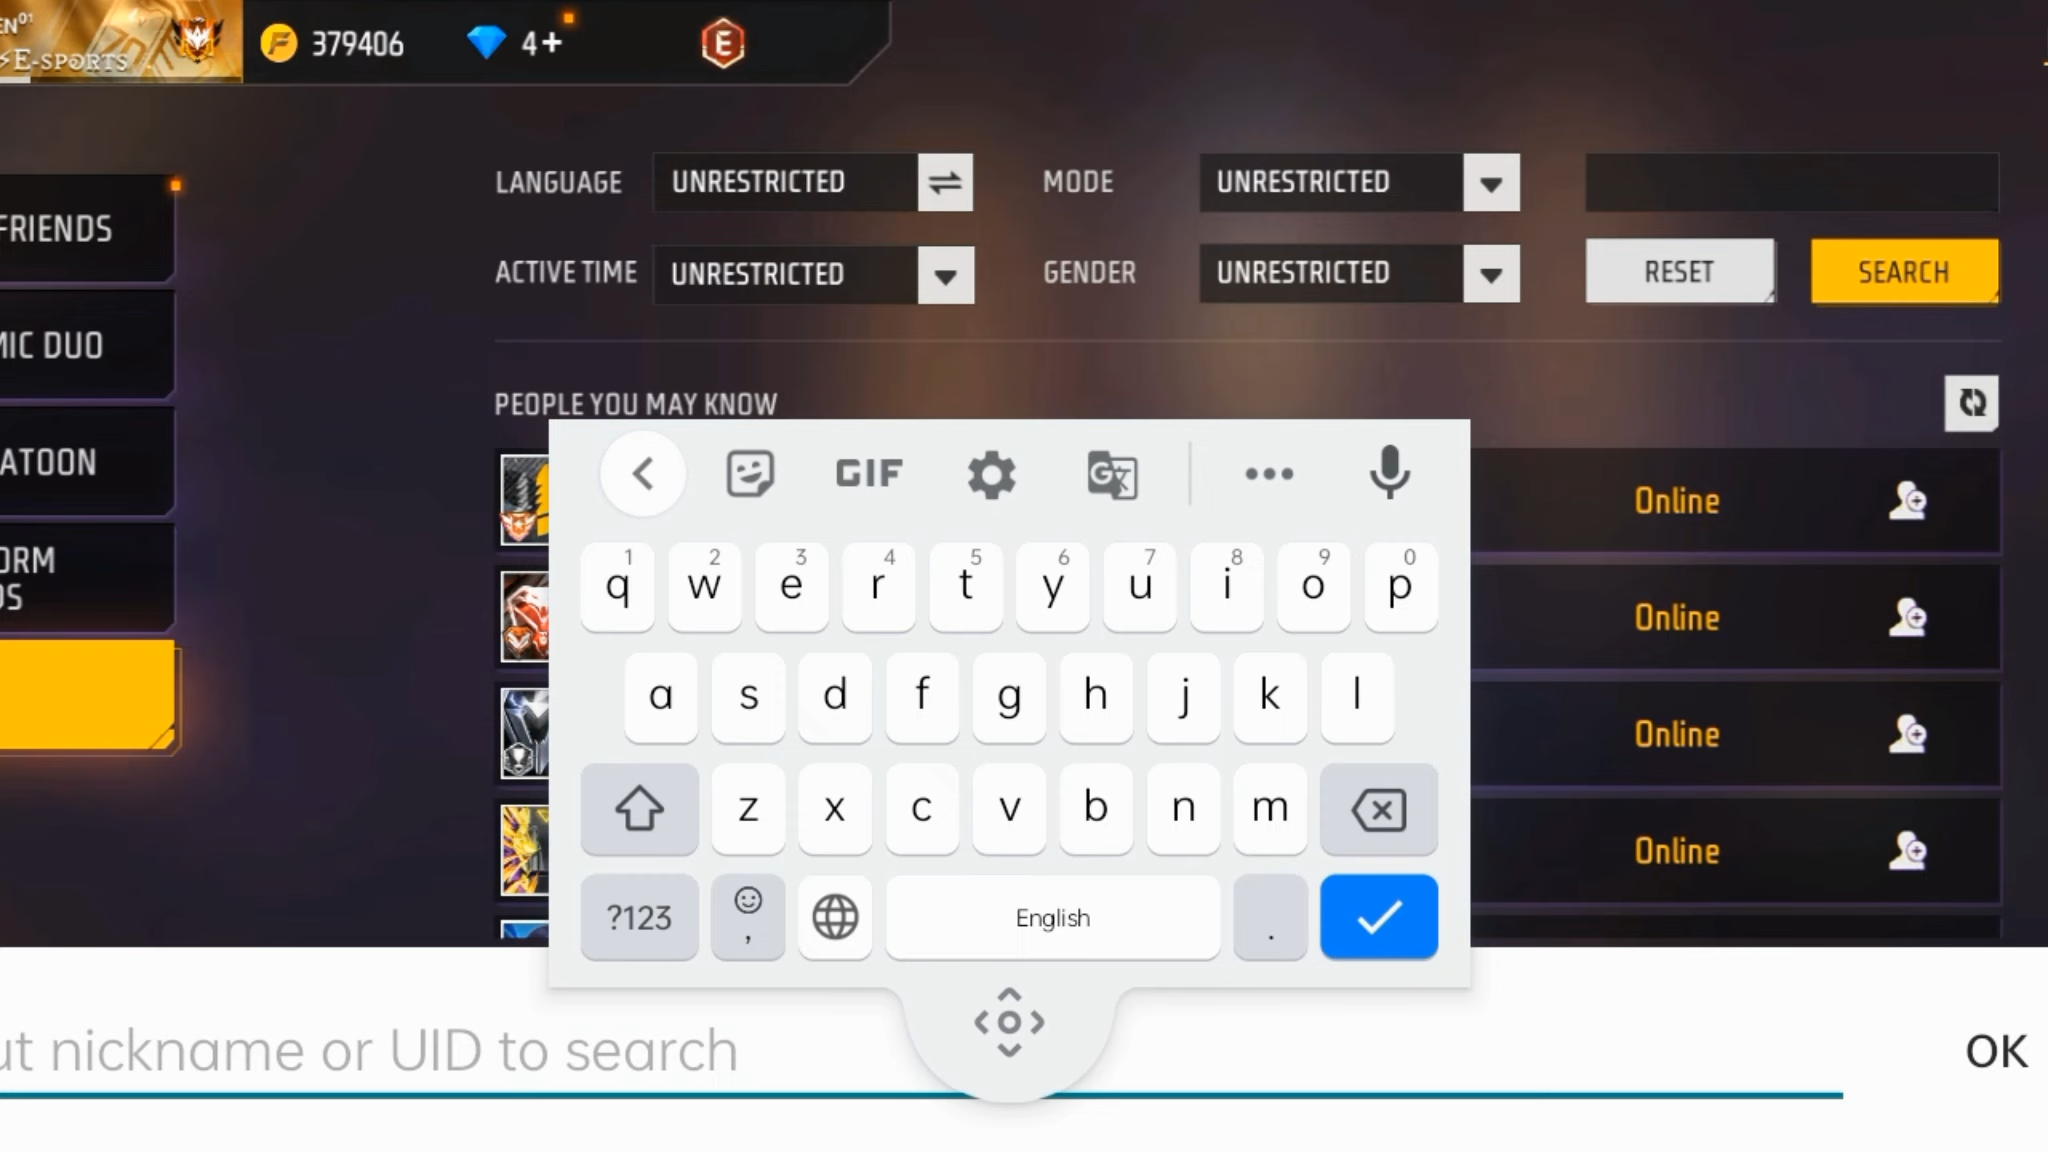 EN01
379406
4+
E
⚡E-SPORTS
LANGUAGE UNRESTRICTED
MODE UNRESTRICTED
ACTIVE TIME UNRESTRICTED
GENDER UNRESTRICTED
RESET
SEARCH
FRIENDS
MIC DUO
ATOON
ORM
DS
PEOPLE YOU MAY KNOW
Online
Online
Online
Online
GIF
G
1 2 3 4 5 6 7 8 9 0
q w e r t y u i o p
a s d f g h j k l
z x c v b n m
?123 , English .
ut nickname or UID to search
OK